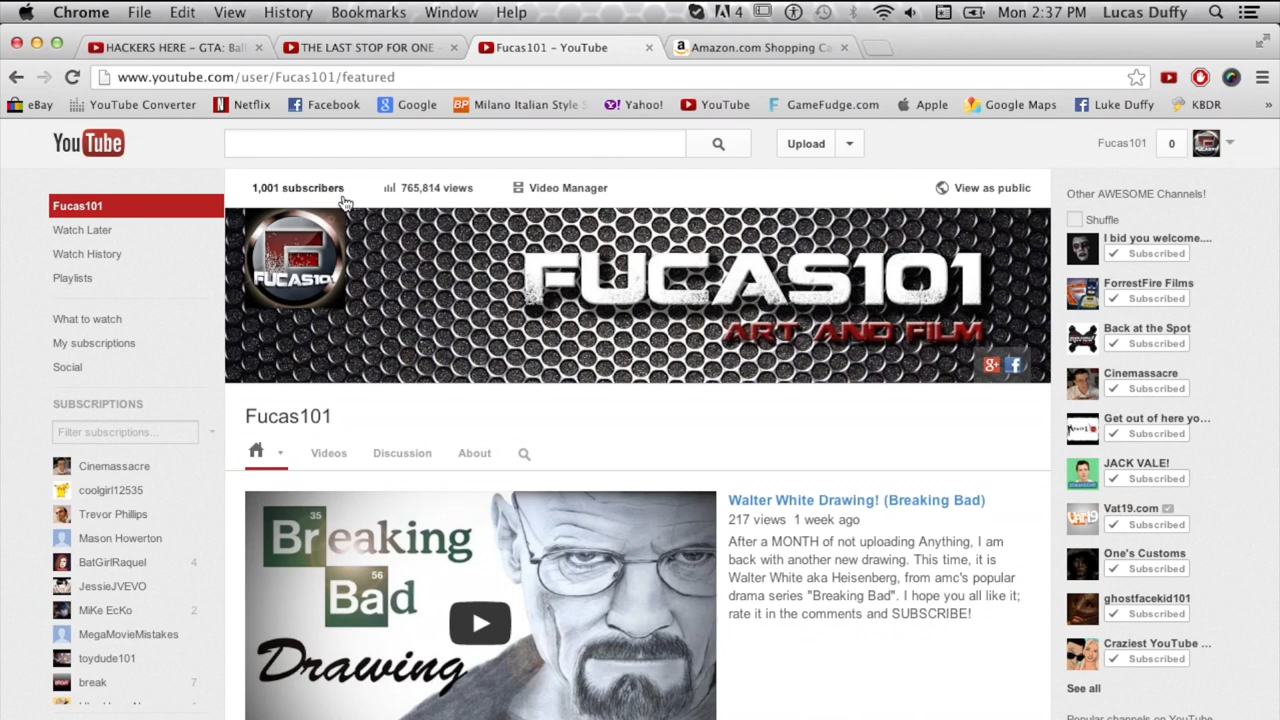 Chrome File Edit View History Bookmarks Window Help 4 Mon 2:37 PM Lucas Duffy
HACKERS HERE – GTA: Bal
THE LAST STOP FOR ONE –
Fucas101 – YouTube
Amazon.com Shopping Ca
www.youtube.com/user/Fucas101/featured
eBay YouTube Converter Netflix Facebook Google Milano Italian Style Yahoo! YouTube GameFudge.com Apple Google Maps Luke Duffy KBDR »
YouTube
Upload
Fucas101 0
1,001 subscribers 765,814 views Video Manager View as public
Fucas101
Watch Later
Watch History
Playlists
What to watch
My subscriptions
Social
SUBSCRIPTIONS
Filter subscriptions...
Cinemassacre
coolgirl12535
Trevor Phillips
Mason Howerton
BatGirlRaquel 4
JessieJVEVO
MiKe EcKo 2
MegaMovieMistakes
toydude101
break 7
FUCAS101
FUCAS101
ART AND FILM
Fucas101
Videos Discussion About
35
Breaking
56
Bad
Drawing
Walter White Drawing! (Breaking Bad)
217 views 1 week ago
After a MONTH of not uploading Anything, I am
back with another new drawing. This time, it is
Walter White aka Heisenberg, from amc's popular
drama series "Breaking Bad". I hope you all like it;
rate it in the comments and SUBSCRIBE!
Other AWESOME Channels!
Shuffle
I bid you welcome....
Subscribed
ForrestFire Films
Subscribed
Back at the Spot
Subscribed
Cinemassacre
Subscribed
Get out of here yo...
Subscribed
JACK VALE!
Subscribed
Vat19.com
Subscribed
One's Customs
Subscribed
ghostfacekid101
Subscribed
Craziest YouTube ...
Subscribed
See all
Popular channels on YouTube